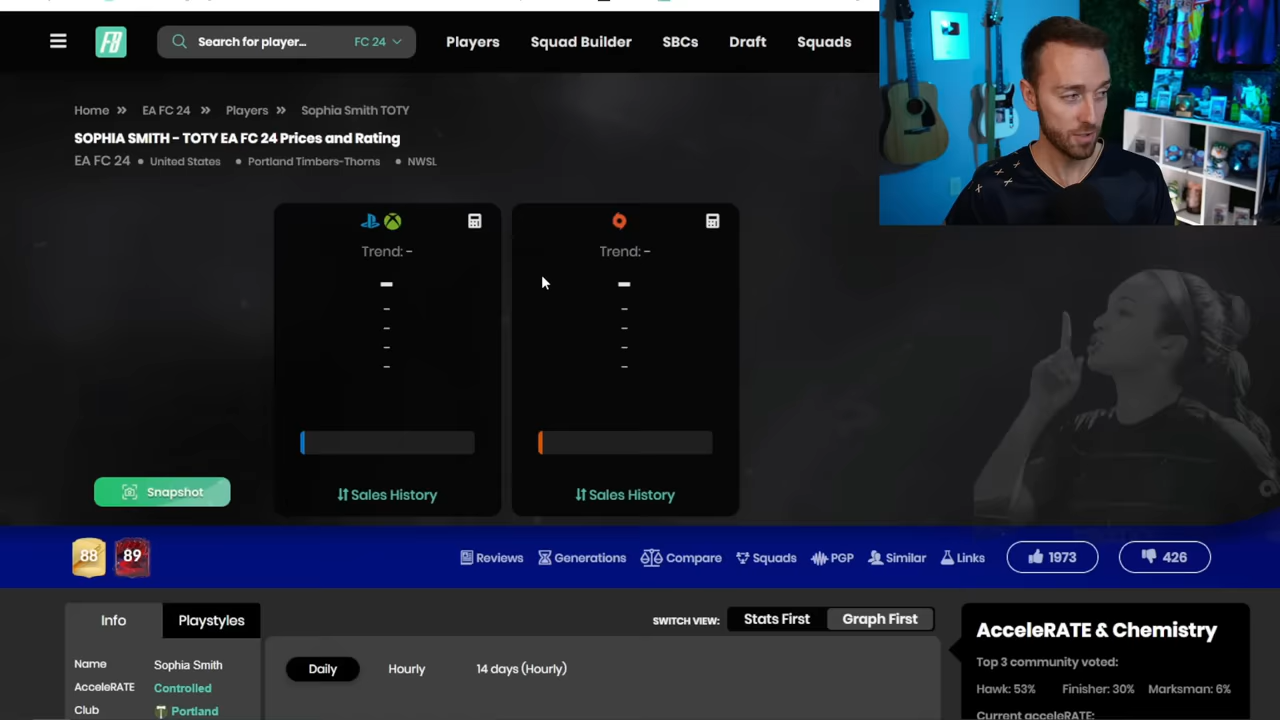 FB
Search for player...
FC 24
Players
Squad Builder
SBCs
Draft
Squads
Home » EA FC 24 » Players » Sophia Smith TOTY
SOPHIA SMITH - TOTY EA FC 24 Prices and Rating
EA FC 24 • United States • Portland Timbers-Thorns • NWSL
Trend: -
Trend: -
-
-
-
-
-
-
-
-
-
-
Sales History
Sales History
Snapshot
88
89
Reviews
Generations
Compare
Squads
PGP
Similar
Links
1973
426
Info
Playstyles
SWITCH VIEW:
Stats First
Graph First
AcceleRATE & Chemistry
Name Sophia Smith
Daily
Hourly
14 days (Hourly)
Top 3 community voted:
AcceleRATE Controlled
Hawk: 53% Finisher: 30% Marksman: 6%
Club Portland
Current acceleRATE: